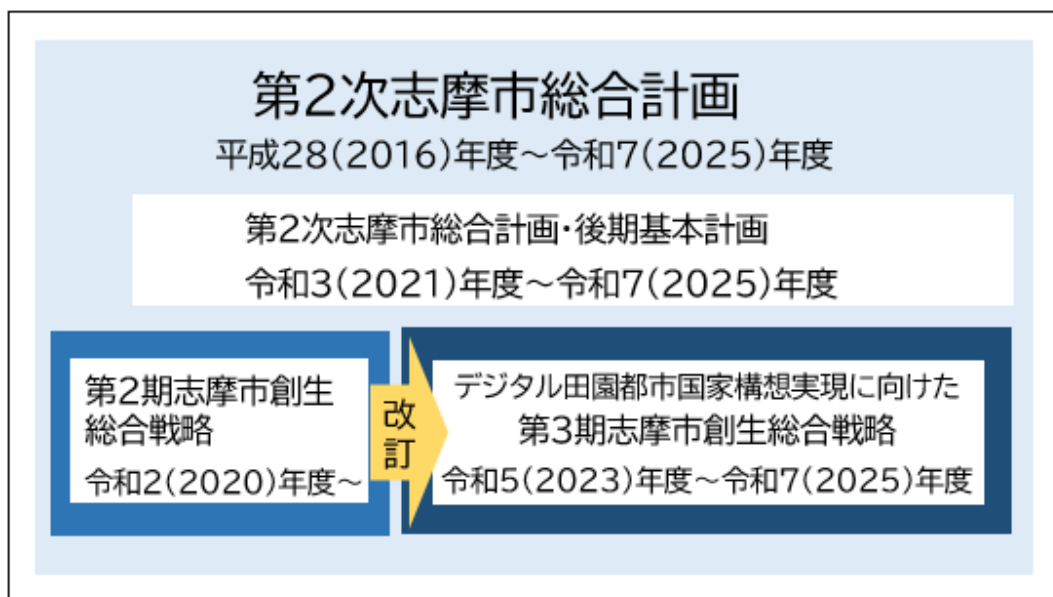 第2次志摩市総合計画
平成28(2016)年度～令和7(2025)年度
第2次志摩市総合計画・後期基本計画
令和3(2021)年度～令和7(2025)年度
第2期志摩市創生
総合戦略
令和2(2020)年度～
改
訂
デジタル田園都市国家構想実現に向けた
第3期志摩市創生総合戦略
令和5(2023)年度～令和7(2025)年度